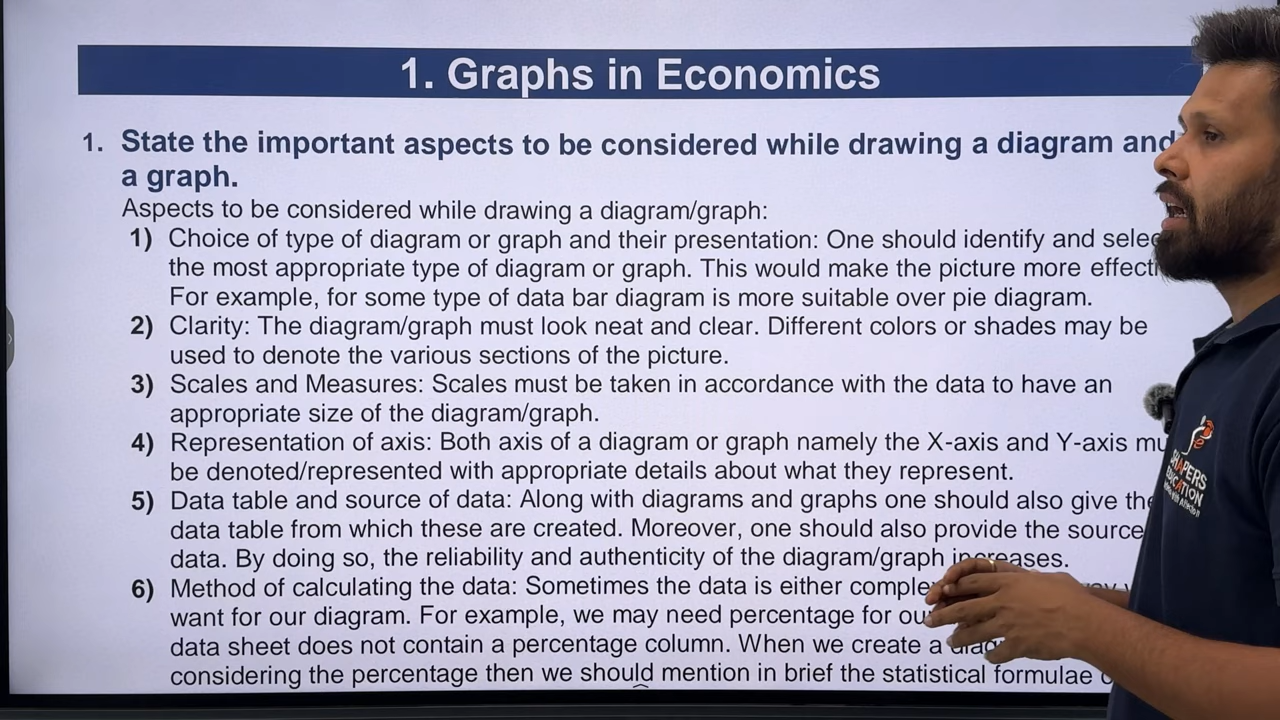 1. Graphs in Economics
1. State the important aspects to be considered while drawing a diagram and
a graph.
Aspects to be considered while drawing a diagram/graph:
1) Choice of type of diagram or graph and their presentation: One should identify and selec
the most appropriate type of diagram or graph. This would make the picture more effecti
For example, for some type of data bar diagram is more suitable over pie diagram.
2) Clarity: The diagram/graph must look neat and clear. Different colors or shades may be
used to denote the various sections of the picture.
3) Scales and Measures: Scales must be taken in accordance with the data to have an
appropriate size of the diagram/graph.
4) Representation of axis: Both axis of a diagram or graph namely the X-axis and Y-axis mu
be denoted/represented with appropriate details about what they represent.
5) Data table and source of data: Along with diagrams and graphs one should also give the
data table from which these are created. Moreover, one should also provide the source
data. By doing so, the reliability and authenticity of the diagram/graph increases.
6) Method of calculating the data: Sometimes the data is either comple
want for our diagram. For example, we may need percentage for ou
data sheet does not contain a percentage column. When we create a diag
considering the percentage then we should mention in brief the statistical formulae
SHAPERS
EDUCATION